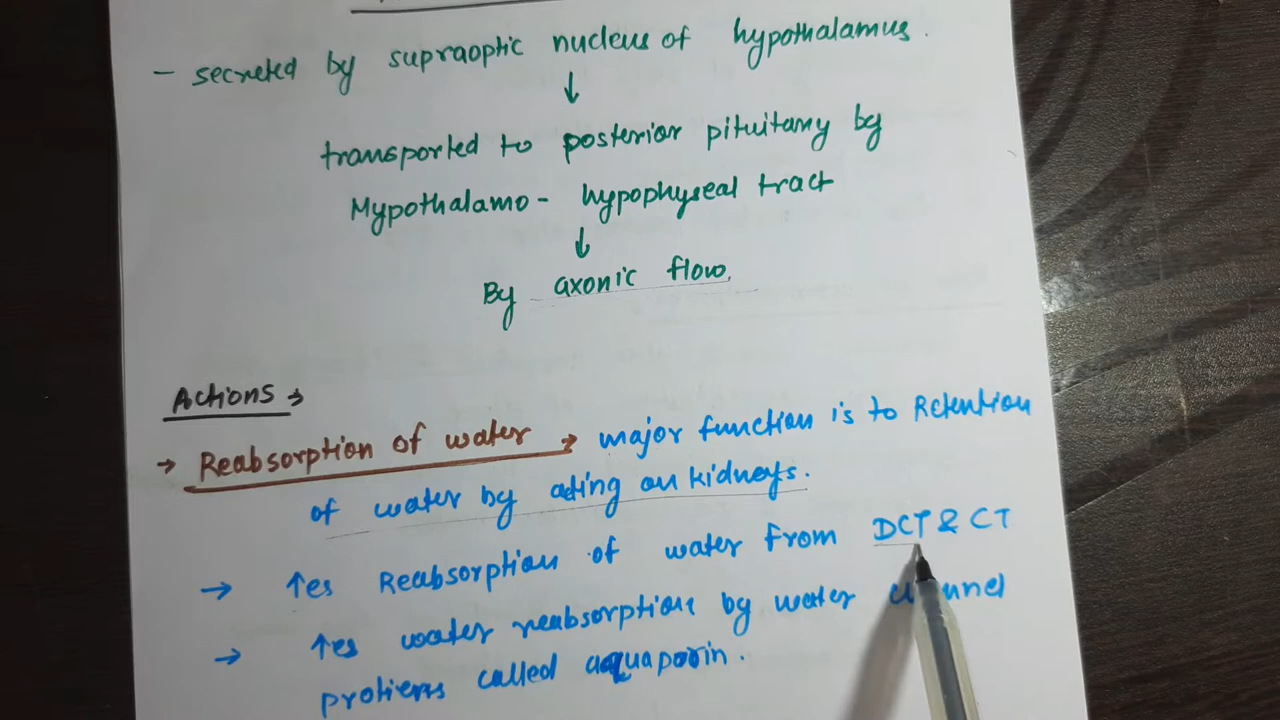 - secreted by supraoptic nucleus of hypothalamus.
↓
transported to posterior pituitary by
Hypothalamo - hypophyseal tract
↓
By axonic flow.
Actions →
→ Reabsorption of water → major function is to Retention
of water by acting on kidneys.
→ ↑es Reabsorption of water from DCT & CT
→ ↑es water reabsorption by water channel
protiens called aquaporin.